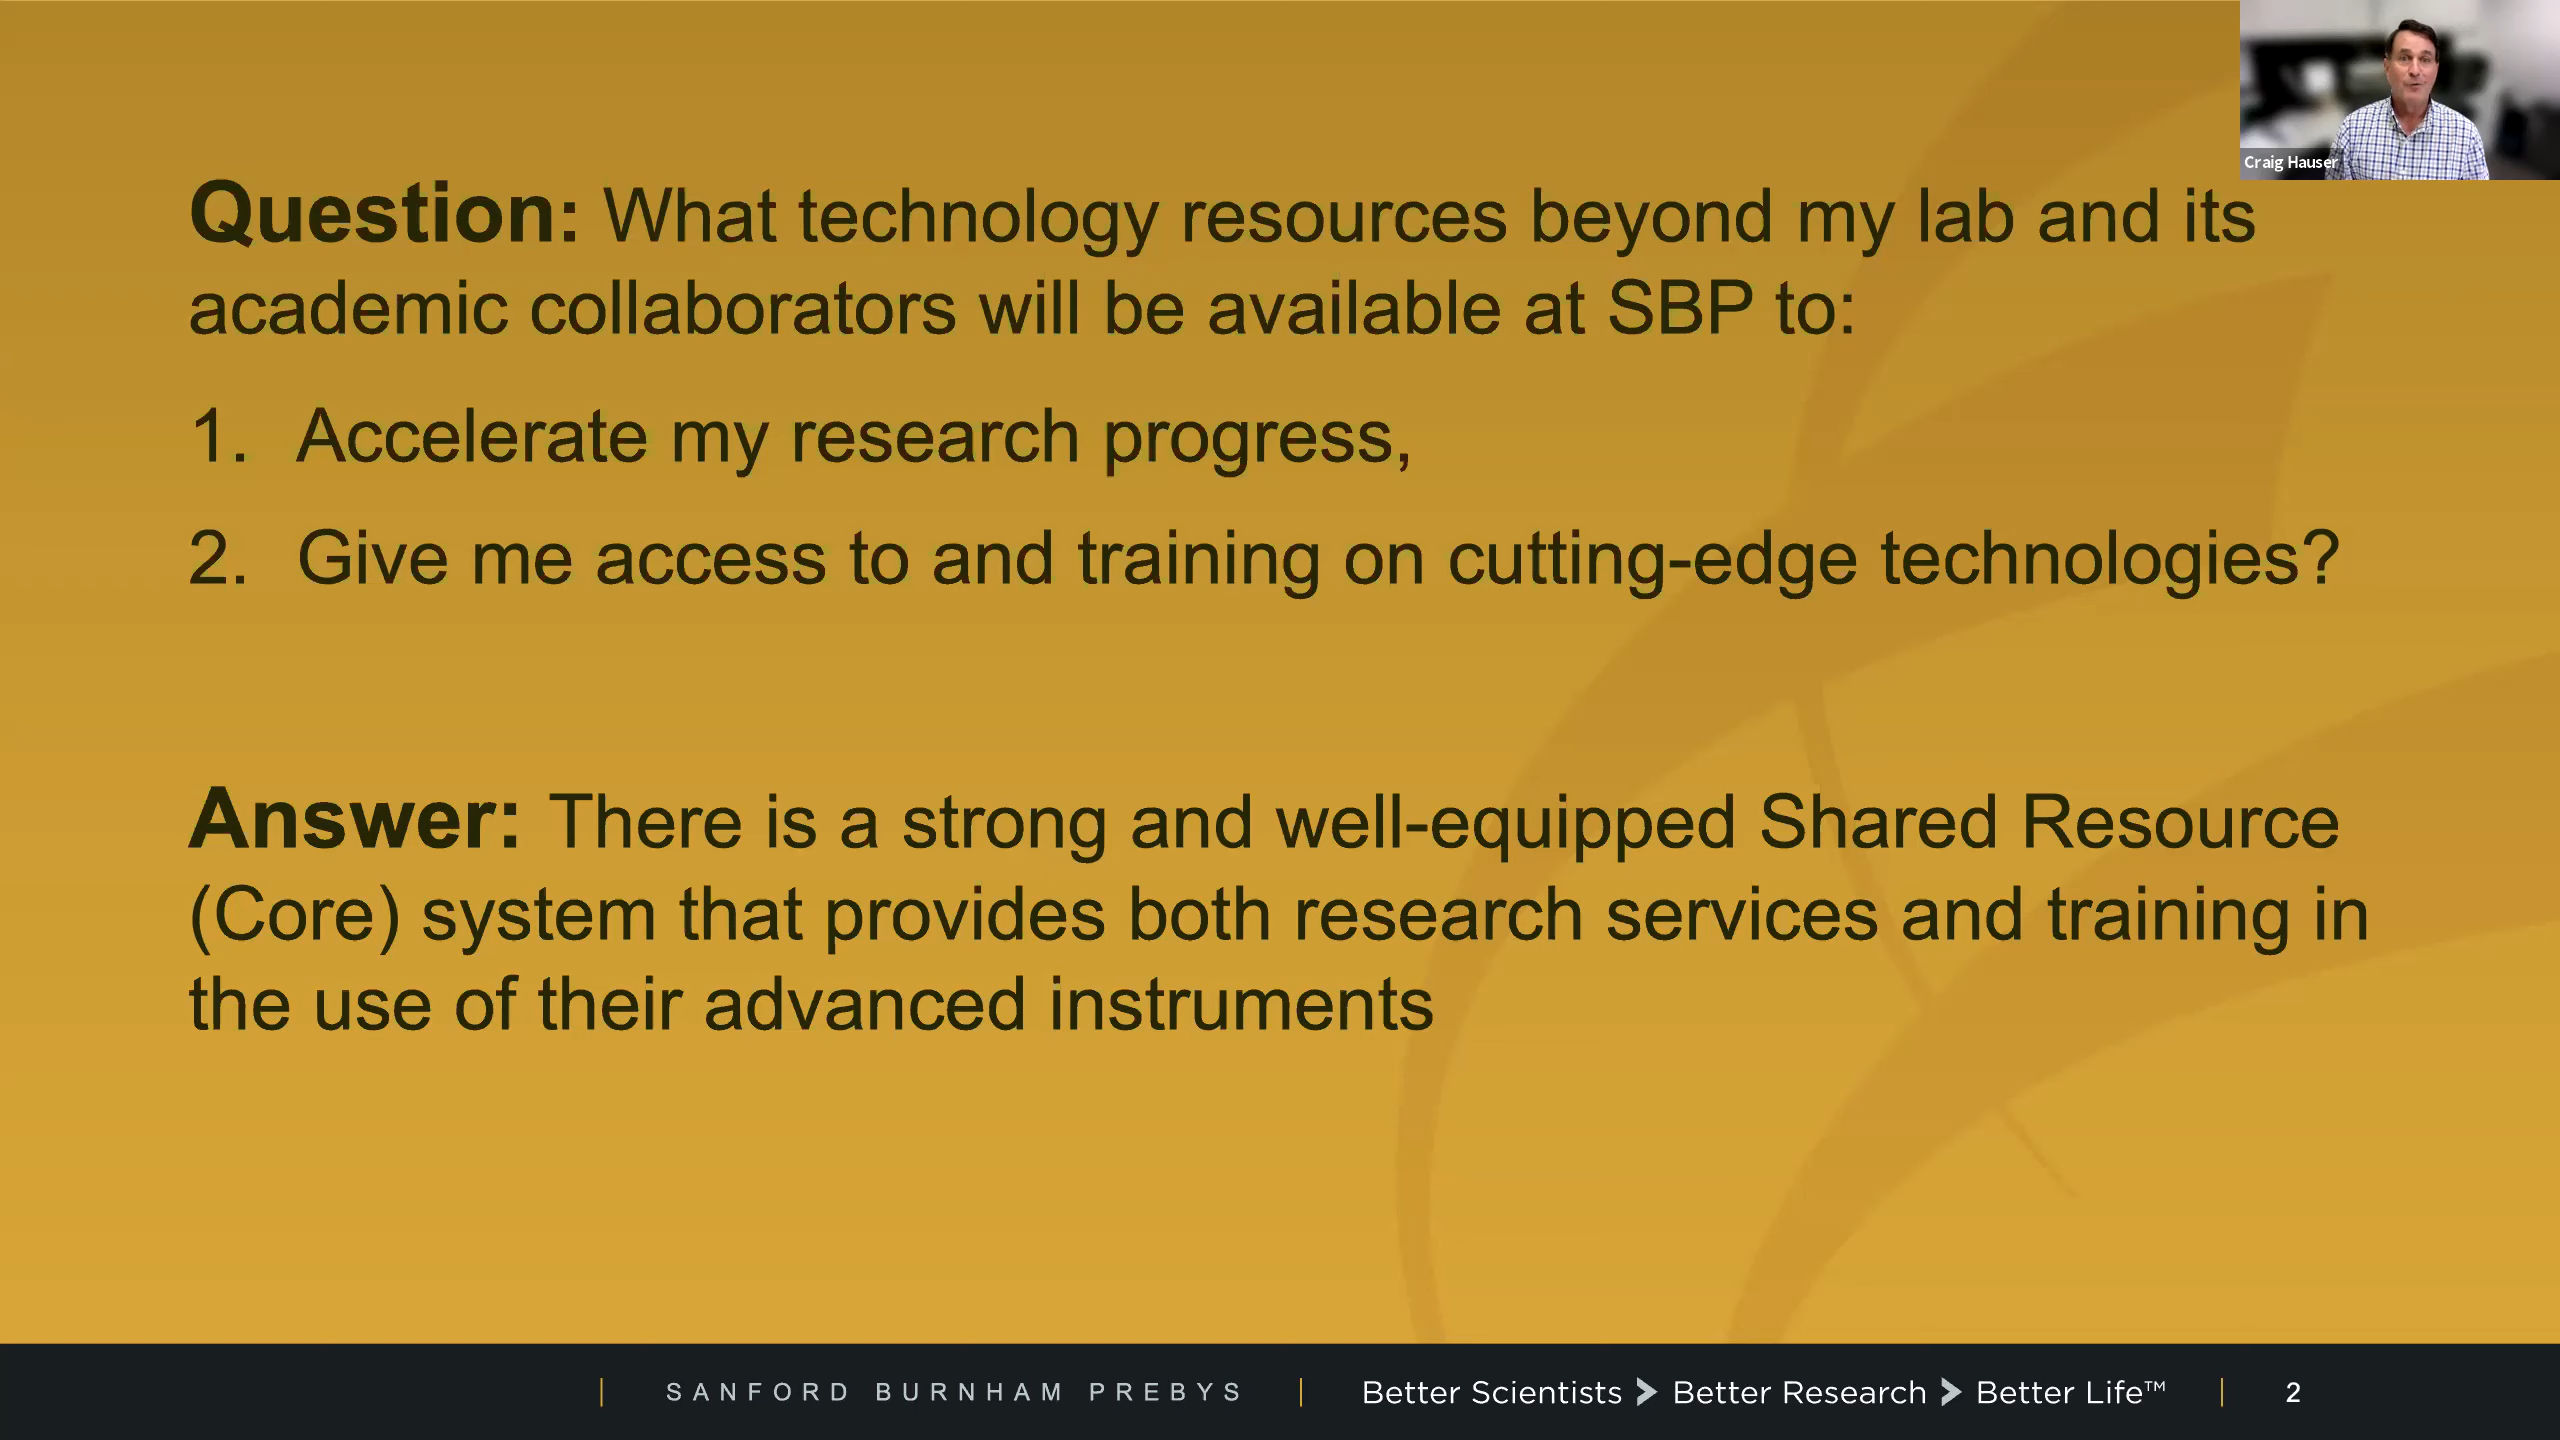 Craig Hauser
Question: What technology resources beyond my lab and its
academic collaborators will be available at SBP to:
1. Accelerate my research progress,
2. Give me access to and training on cutting-edge technologies?
Answer: There is a strong and well-equipped Shared Resource
(Core) system that provides both research services and training in
the use of their advanced instruments
SANFORD BURNHAM PREBYS Better Scientists > Better Research > Better Life™ 2